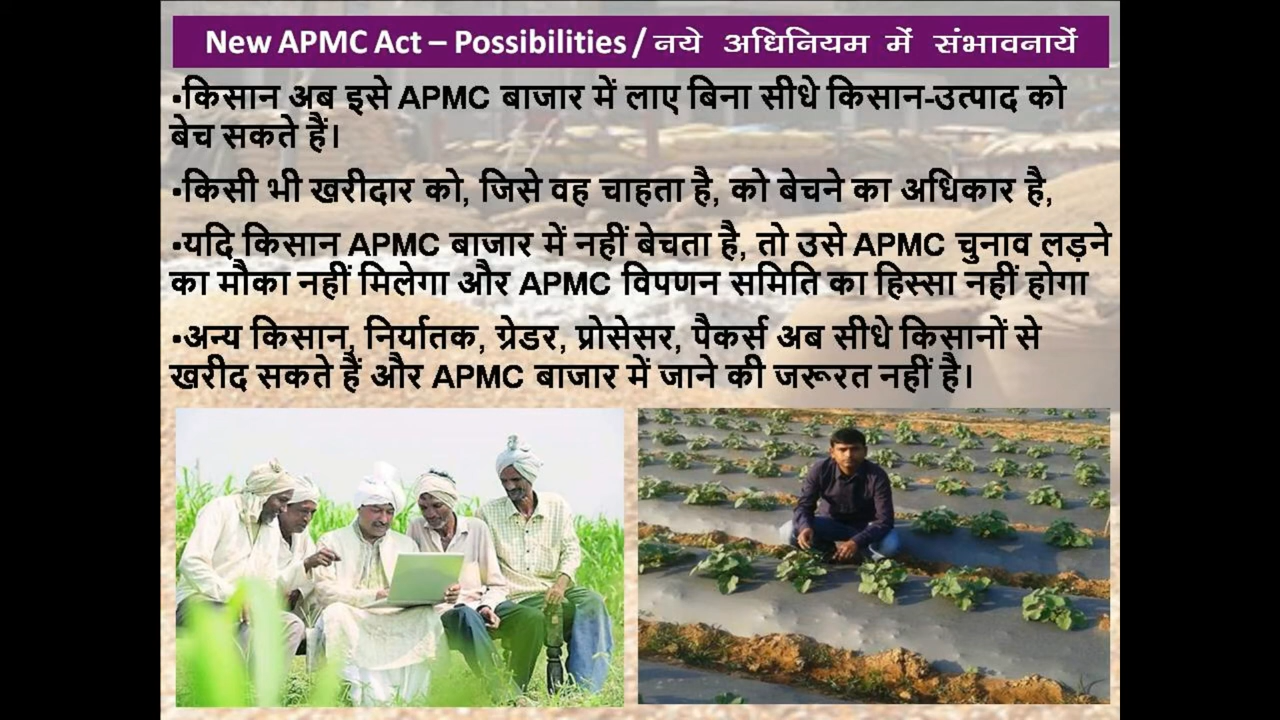 New APMC Act – Possibilities / नये अधिनियम में संभावनायें
▪किसान अब इसे APMC बाजार में लाए बिना सीधे किसान-उत्पाद को
बेच सकते हैं।
▪किसी भी खरीदार को, जिसे वह चाहता है, को बेचने का अधिकार है,
▪यदि किसान APMC बाजार में नहीं बेचता है, तो उसे APMC चुनाव लड़ने
का मौका नहीं मिलेगा और APMC विपणन समिति का हिस्सा नहीं होगा
▪अन्य किसान, निर्यातक, ग्रेडर, प्रोसेसर, पैकर्स अब सीधे किसानों से
खरीद सकते हैं और APMC बाजार में जाने की जरूरत नहीं है।